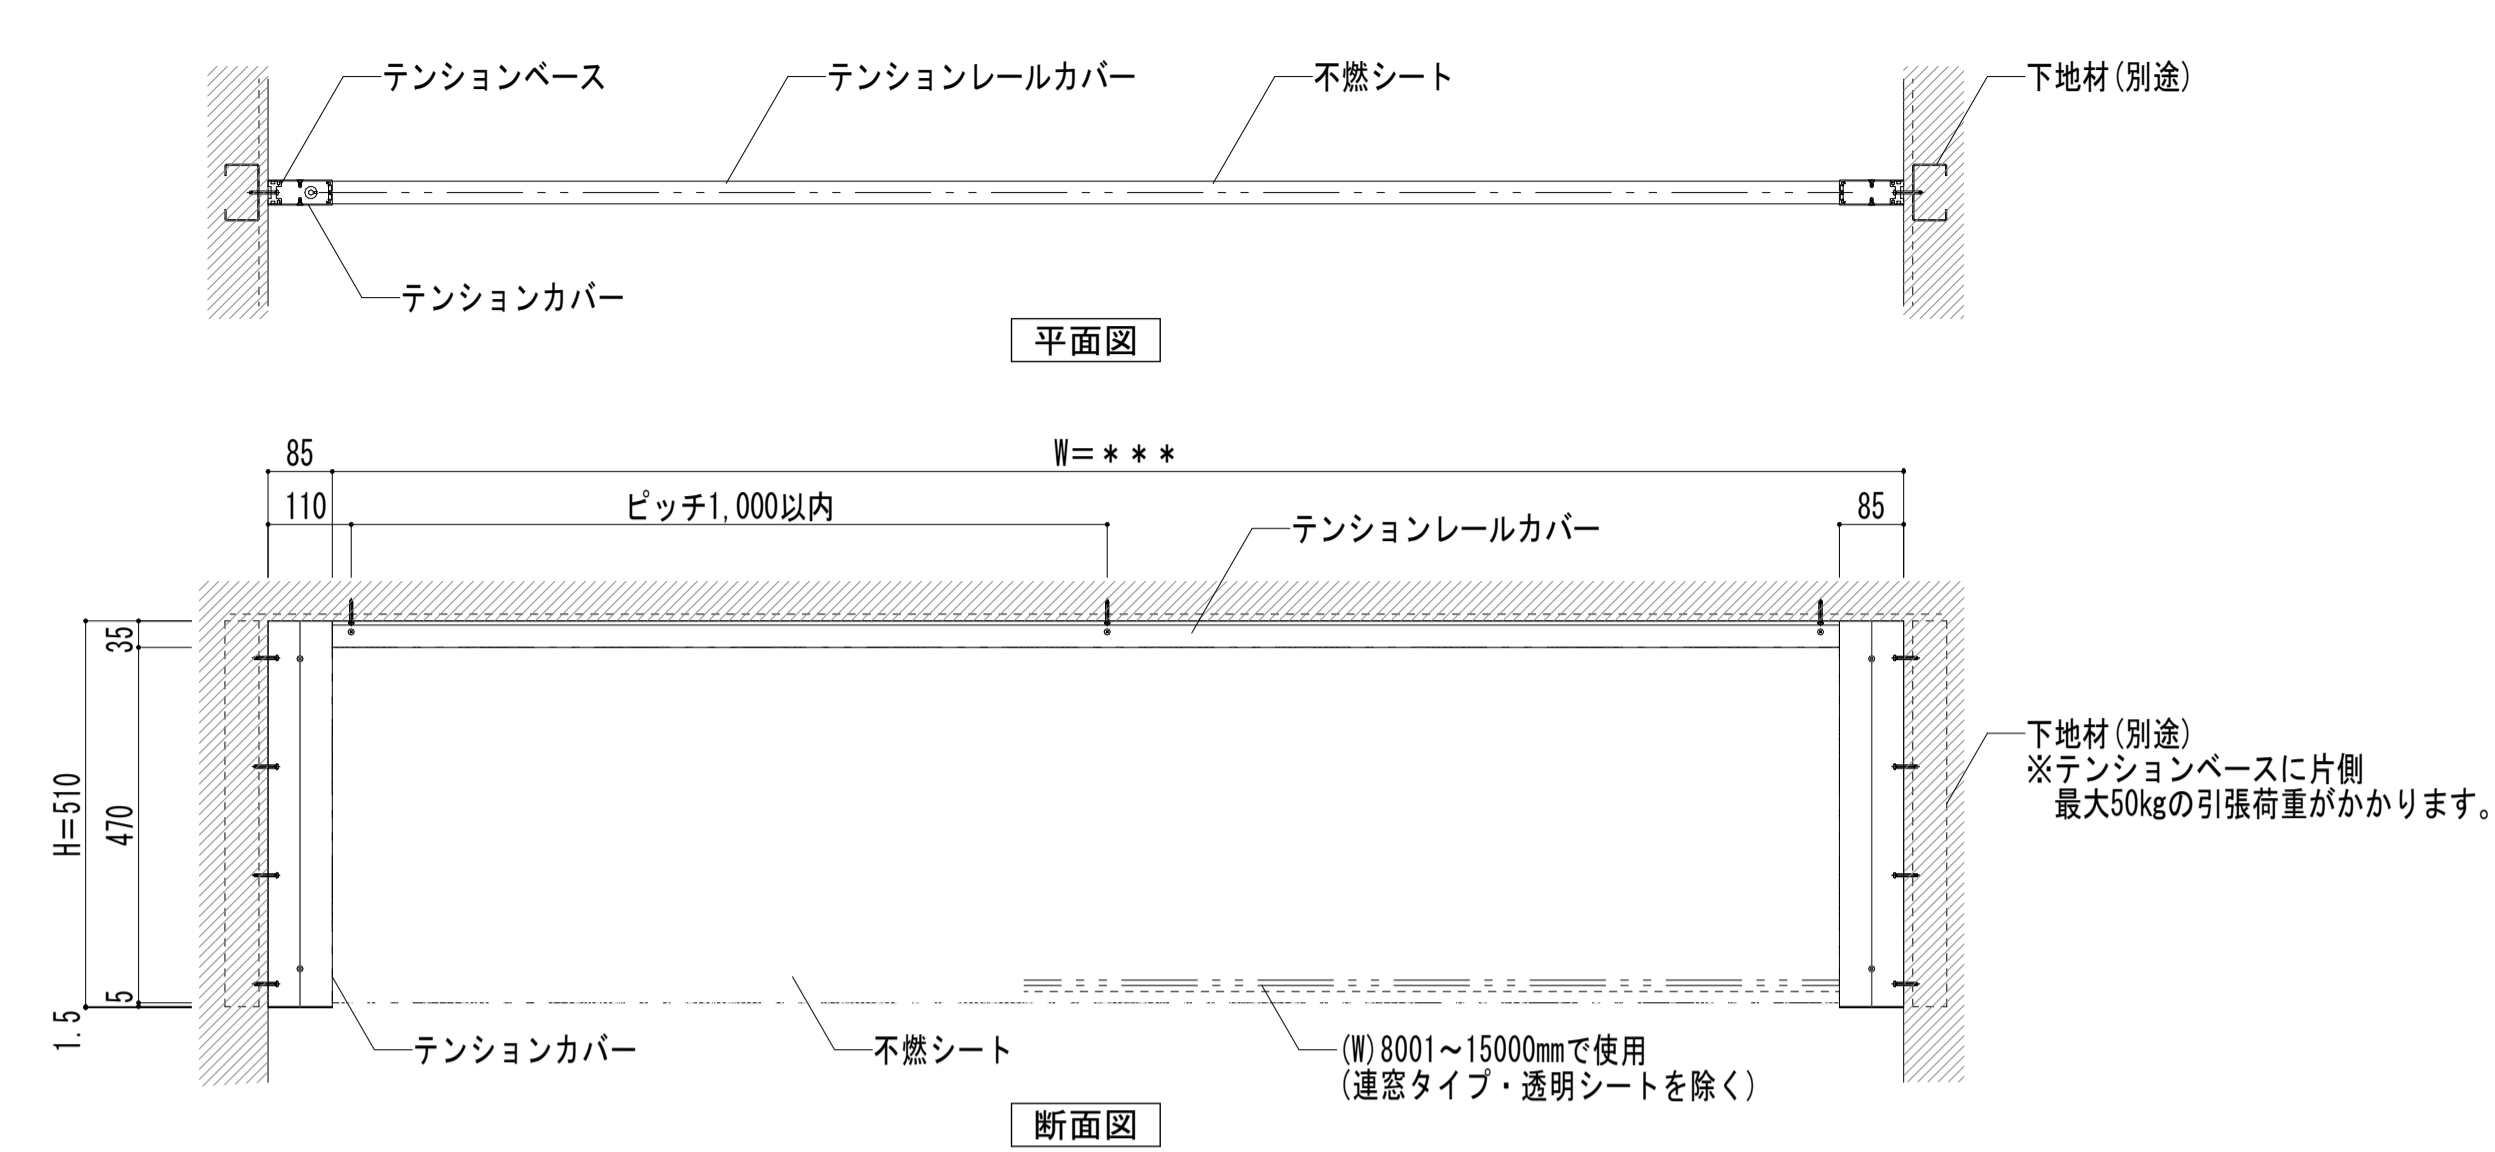 テンションベース
テンションレールカバー
不燃シート
下地材(別途)
テンションカバー
平面図
85
W=＊＊＊
110
ピッチ1,000以内
85
テンションレールカバー
35
470
H=510
5
1.5
下地材(別途)
※テンションベースに片側
最大50kgの引張荷重がかかります。
テンションカバー
不燃シート
(W)8001～15000mmで使用
(連窓タイプ・透明シートを除く)
断面図